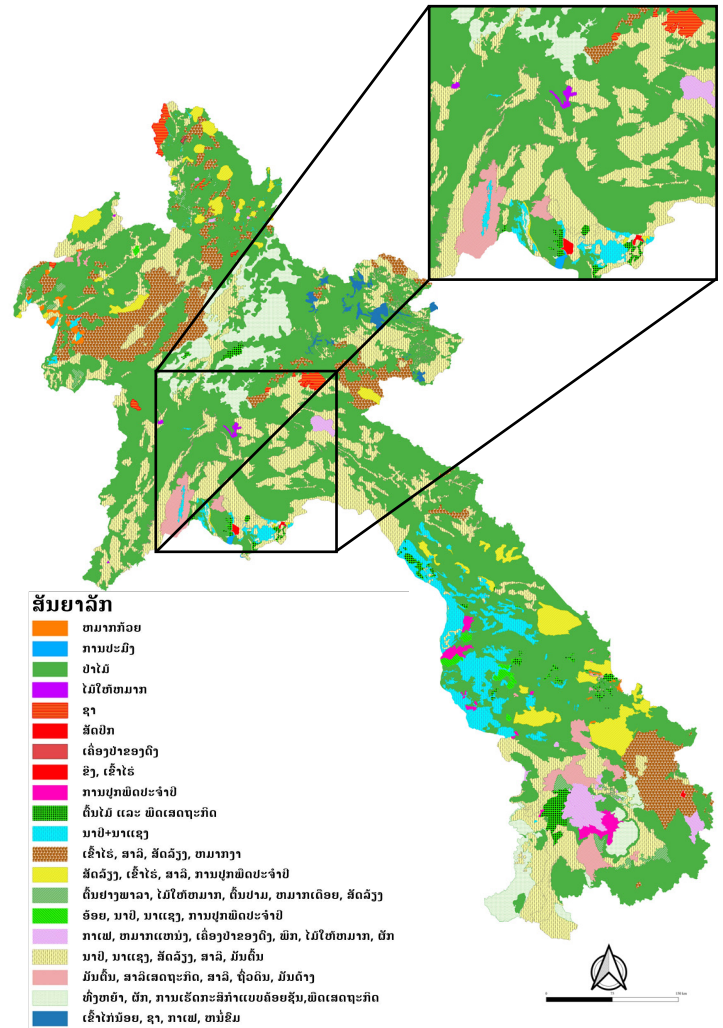 ສັນຍາລັກ
ຫມາກກ້ວຍ
ການປະມົງ
ປ່າໄມ້
ໄມ້ໃຫ້ຫມາກ
ຊາ
ສັດປີກ
ເຄື່ອງປ່າຂອງດົງ
ຂີງ, ເຂົ້າໄຮ່
ການປູກພືດປະຈຳປີ
ຕົ້ນໄມ້ ແລະ ພືດເສດຖະກິດ
ນາປີ+ນາແຊງ
ເຂົ້າໄຮ່, ສາລີ, ສັດລ້ຽງ, ຫມາກງາ
ສັດລ້ຽງ, ເຂົ້າໄຮ່, ສາລີ, ການປູກພືດປະຈຳປີ
ຕົ້ນຢາງພາລາ, ໄມ້ໃຫ້ຫມາກ, ຕົ້ນປາມ, ຫມາກເດືອຍ, ສັດລ້ຽງ
ອ້ອຍ, ນາປີ, ນາແຊງ, ການປູກພືດປະຈຳປີ
ກາເຟ, ຫມາກແຫນ່ງ, ເຄື່ອງປ່າຂອງດົງ, ພິກ, ໄມ້ໃຫ້ຫມາກ, ຜັກ
ນາປີ, ນາແຊງ, ສັດລ້ຽງ, ສາລີ, ມັນຕົ້ນ
ມັນຕົ້ນ, ສາລີເສດຖະກິດ, ສາລີ, ຖົ່ວດິນ, ມັນດ້າງ
ທົ່ງຫຍ້າ, ຜັກ, ການເຮັດກະສິກຳແບບຄ້ອຍຊັນ,ພືດເສດຖະກິດ
ເຂົ້າໄກ່ນ້ອຍ, ຊາ, ກາເຟ, ຫນໍ່ຂົມ